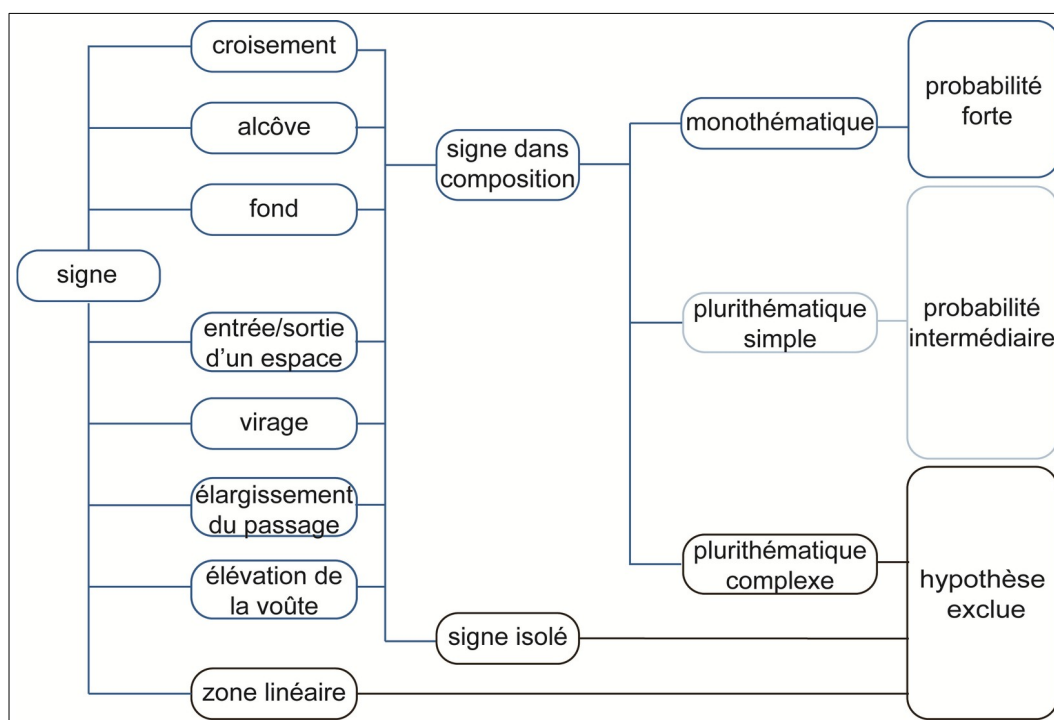 signe
croisement
alcôve
fond
entrée/sortie
d'un espace
virage
élargissement
du passage
élévation de
la voûte
zone linéaire
signe dans
composition
signe isolé
monothématique
plurithématique
simple
plurithématique
complexe
probabilité
forte
probabilité
intermédiaire
hypothèse
exclue